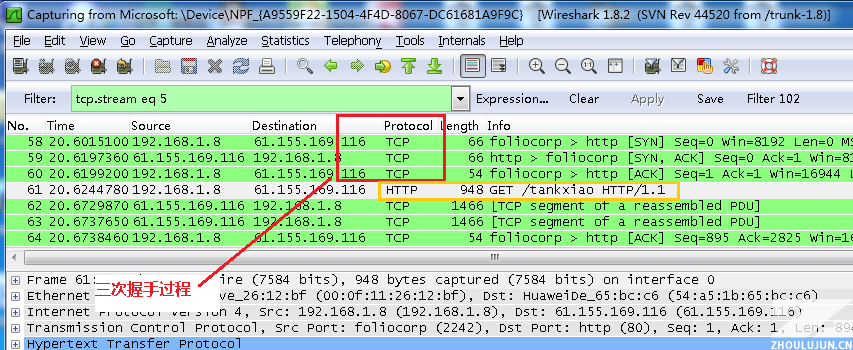 Capturing from Microsoft: \Device\NPF_{A9559F22-1504-4F4D-8067-DC61681A9F9C} [Wireshark 1.8.2 (SVN Rev 44520 from /trunk-1.8)]
File Edit View Go Capture Analyze Statistics Telephony Tools Internals Help
Filter: tcp.stream eq 5 Expression... Clear Apply Save Filter 102
No. Time Source Destination Protocol Length Info
58 20.6015100 192.168.1.8 61.155.169.116 TCP 66 foliocorp > http [SYN] Seq=0 Win=8192 Len=0 MS
59 20.6197360 61.155.169.116 192.168.1.8 TCP 66 http > foliocorp [SYN, ACK] Seq=0 Ack=1 Win=8
60 20.6199200 192.168.1.8 61.155.169.116 TCP 54 foliocorp > http [ACK] Seq=1 Ack=1 Win=16944 L
61 20.6244780 192.168.1.8 61.155.169.116 HTTP 948 GET /tankxiao HTTP/1.1
62 20.6729870 61.155.169.116 192.168.1.8 TCP 1466 [TCP segment of a reassembled PDU]
63 20.6737650 61.155.169.116 192.168.1.8 TCP 1466 [TCP segment of a reassembled PDU]
64 20.6738460 192.168.1.8 61.155.169.116 TCP 54 foliocorp > http [ACK] Seq=895 Ack=2825 Win=16
Frame 61: ire (7584 bits), 948 bytes captured (7584 bits) on interface 0
三次握手过程
Ethernet ve_26:12:bf (00:0f:11:26:12:bf), Dst: HuaweiDe_65:bc:c6 (54:a5:1b:65:bc:c6)
Internet Protocol Version 4, Src: 192.168.1.8 (192.168.1.8), Dst: 61.155.169.116 (61.155.169.116)
Transmission Control Protocol, Src Port: foliocorp (2242), Dst Port: http (80), Seq: 1, Ack: 1, Len: 894
Hypertext Transfer Protocol
ZHOULUJUN.CN